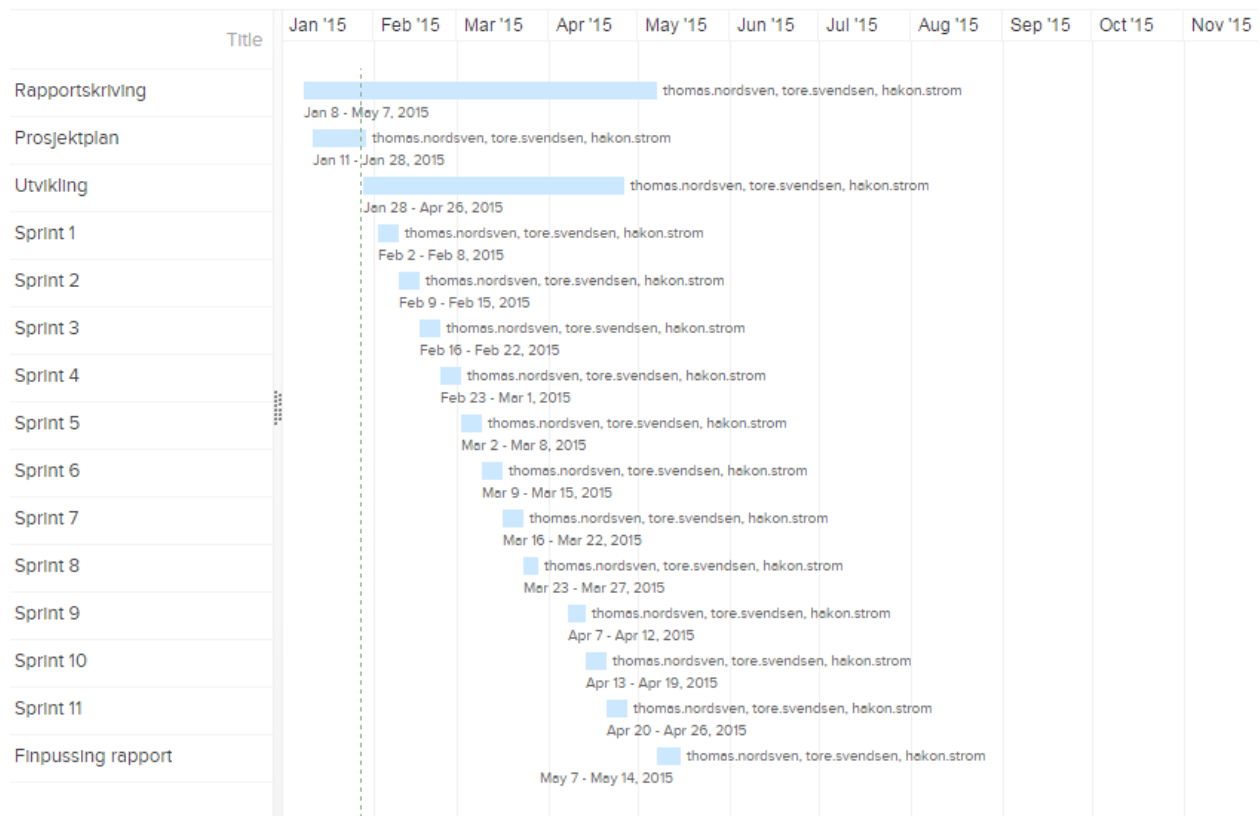 Title
Jan '15 Feb '15 Mar '15 Apr '15 May '15 Jun '15 Jul '15 Aug '15 Sep '15 Oct '15 Nov '15
Rapportskriving thomas.nordsven, tore.svendsen, hakon.strom
Jan 8 - May 7, 2015
Prosjektplan thomas.nordsven, tore.svendsen, hakon.strom
Jan 11 - Jan 28, 2015
Utvikling thomas.nordsven, tore.svendsen, hakon.strom
Jan 28 - Apr 26, 2015
Sprint 1 thomas.nordsven, tore.svendsen, hakon.strom
Feb 2 - Feb 8, 2015
Sprint 2 thomas.nordsven, tore.svendsen, hakon.strom
Feb 9 - Feb 15, 2015
Sprint 3 thomas.nordsven, tore.svendsen, hakon.strom
Feb 16 - Feb 22, 2015
Sprint 4 thomas.nordsven, tore.svendsen, hakon.strom
Feb 23 - Mar 1, 2015
Sprint 5 thomas.nordsven, tore.svendsen, hakon.strom
Mar 2 - Mar 8, 2015
Sprint 6 thomas.nordsven, tore.svendsen, hakon.strom
Mar 9 - Mar 15, 2015
Sprint 7 thomas.nordsven, tore.svendsen, hakon.strom
Mar 16 - Mar 22, 2015
Sprint 8 thomas.nordsven, tore.svendsen, hakon.strom
Mar 23 - Mar 27, 2015
Sprint 9 thomas.nordsven, tore.svendsen, hakon.strom
Apr 7 - Apr 12, 2015
Sprint 10 thomas.nordsven, tore.svendsen, hakon.strom
Apr 13 - Apr 19, 2015
Sprint 11 thomas.nordsven, tore.svendsen, hakon.strom
Apr 20 - Apr 26, 2015
Finpussing rapport thomas.nordsven, tore.svendsen, hakon.strom
May 7 - May 14, 2015